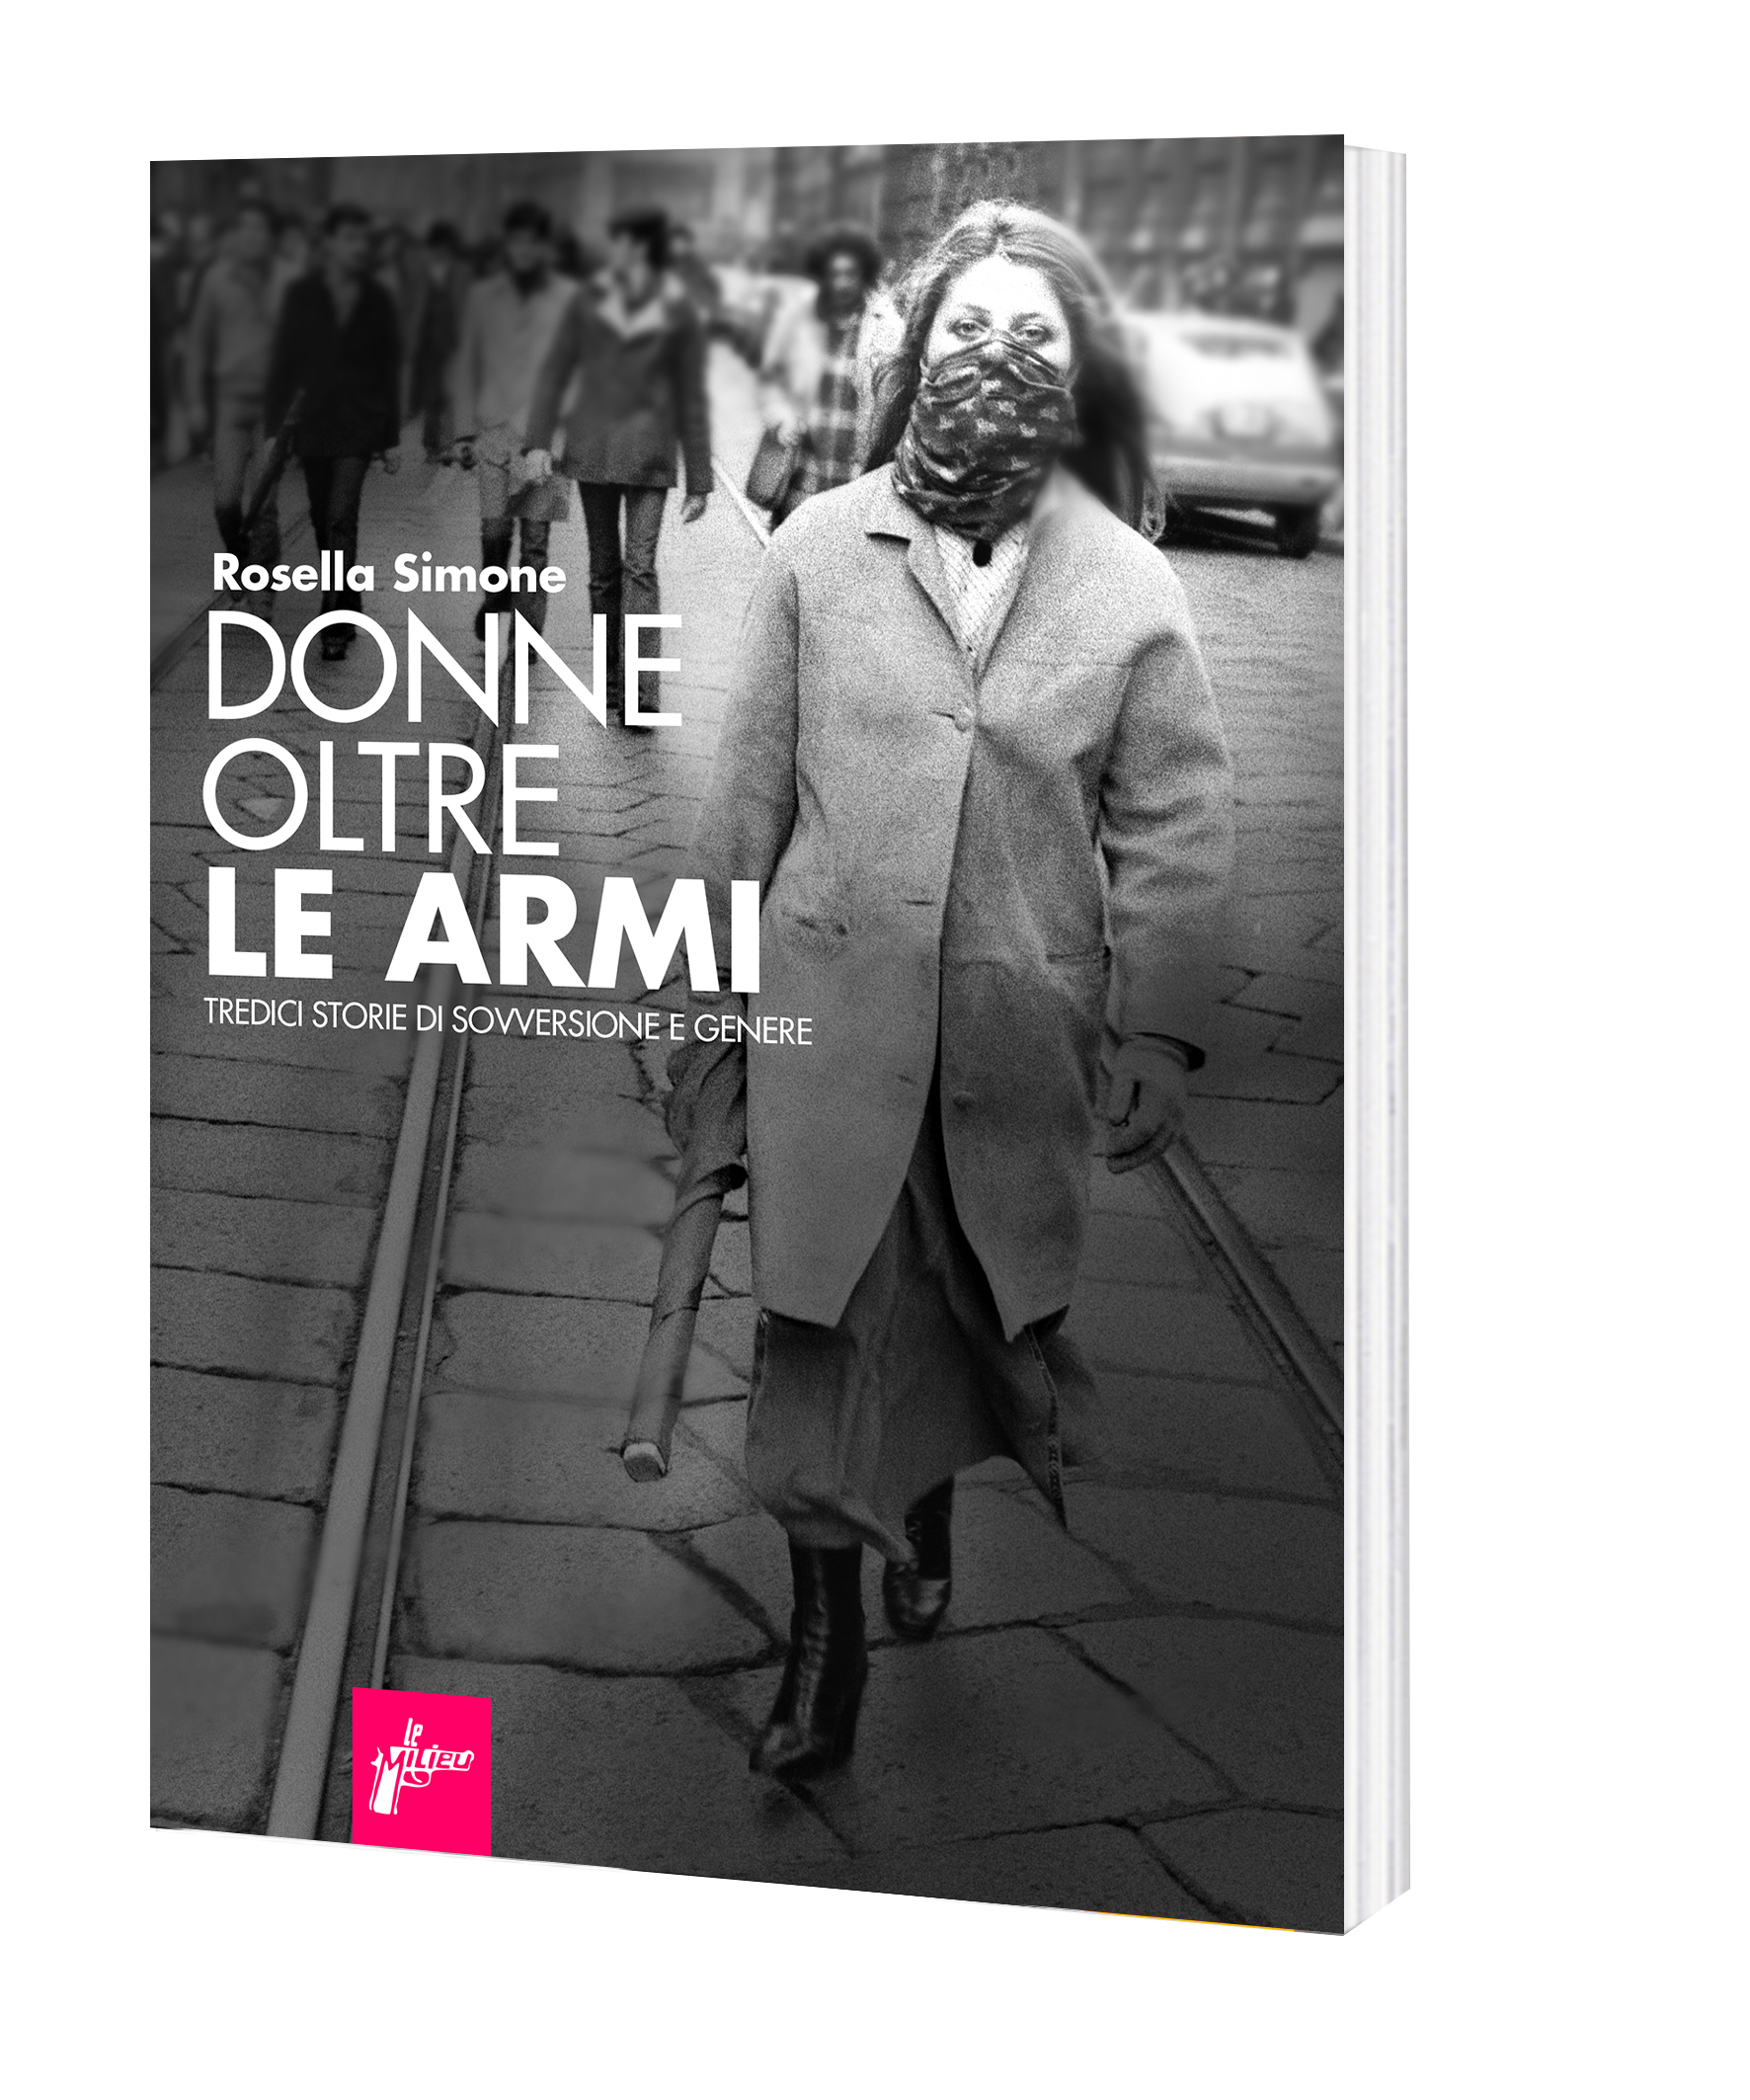 Rosella Simone
DONNE
OLTRE
LE ARMI
TREDICI STORIE DI SOVVERSIONE E GENERE
Le
MILIEU